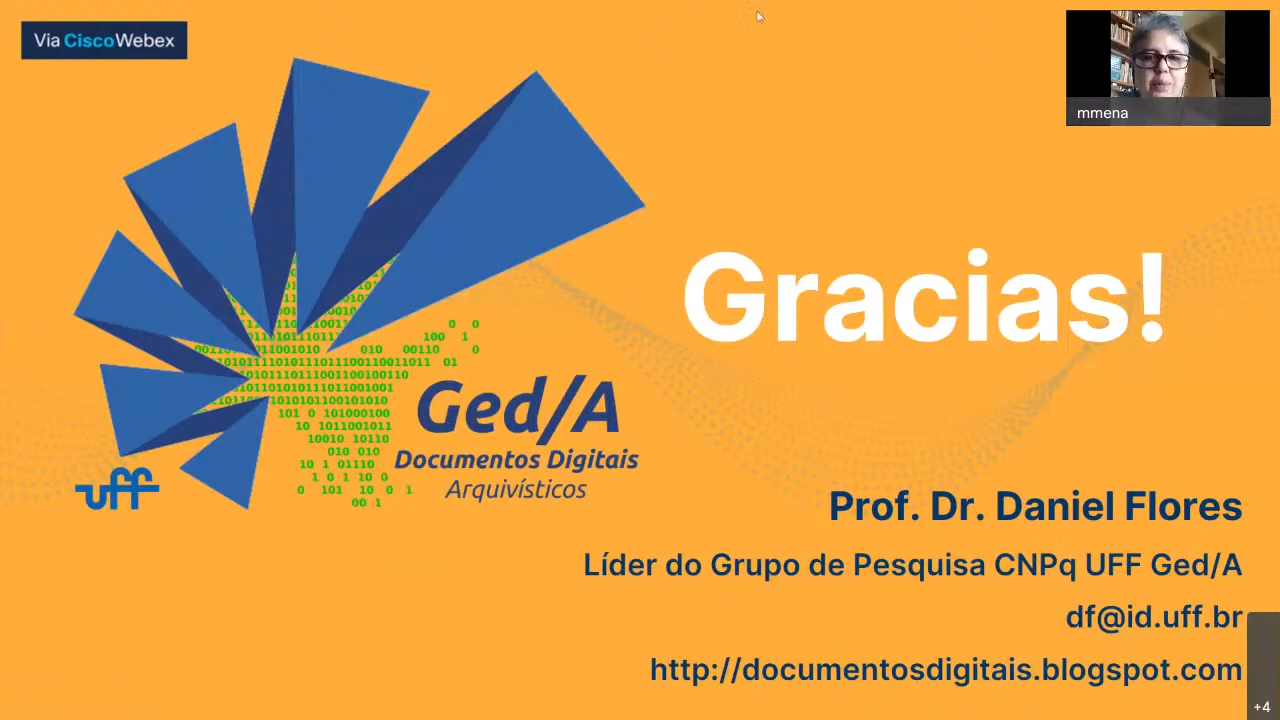 Via CiscoWebex
mmena
Gracias!
Ged/A
Documentos Digitais
Arquivísticos
uff
Prof. Dr. Daniel Flores
Líder do Grupo de Pesquisa CNPq UFF Ged/A
df@id.uff.br
http://documentosdigitais.blogspot.com
+4